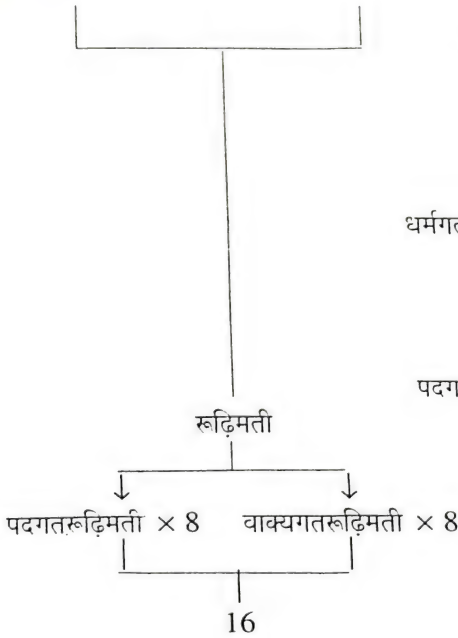 धर्मगत
पदग
रूढ़िमती
पदगतरूढ़िमती × 8 वाक्यगतरूढ़िमती × 8
16